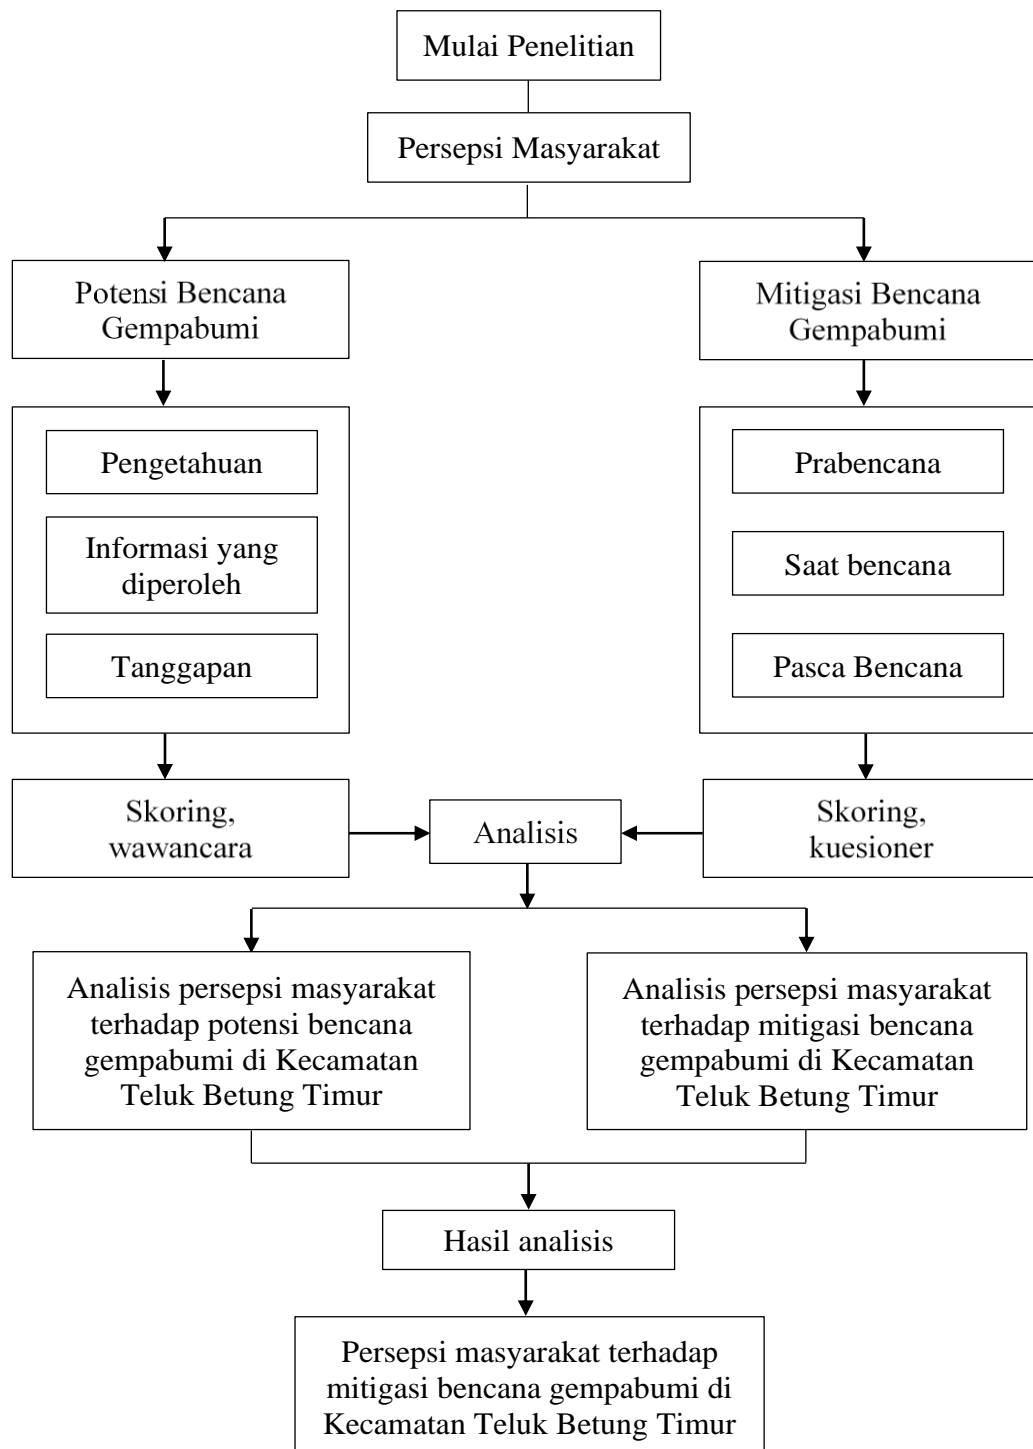 Mulai Penelitian
Persepsi Masyarakat
Potensi Bencana
Gempabumi
Mitigasi Bencana
Gempabumi
Pengetahuan
Informasi yang
diperoleh
Tanggapan
Prabencana
Saat bencana
Pasca Bencana
Skoring,
wawancara
Analisis
Skoring,
kuesioner
Analisis persepsi masyarakat
terhadap potensi bencana
gempabumi di Kecamatan
Teluk Betung Timur
Analisis persepsi masyarakat
terhadap mitigasi bencana
gempabumi di Kecamatan
Teluk Betung Timur
Hasil analisis
Persepsi masyarakat terhadap
mitigasi bencana gempabumi di
Kecamatan Teluk Betung Timur